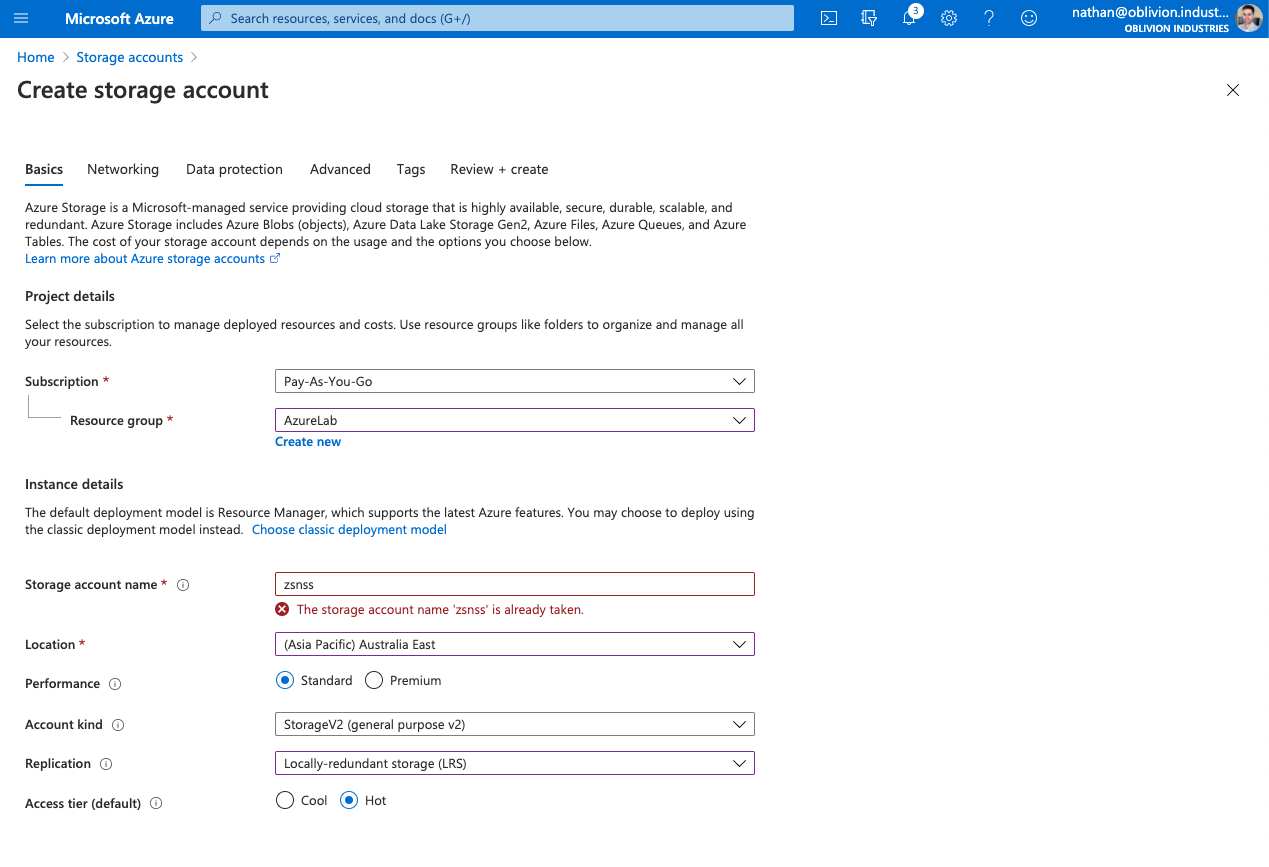 Microsoft Azure
Search resources, services, and docs (G+/)
3
nathan@oblivion.indust...
OBLIVION INDUSTRIES
Home > Storage accounts >
Create storage account
Basics Networking Data protection Advanced Tags Review + create
Azure Storage is a Microsoft-managed service providing cloud storage that is highly available, secure, durable, scalable, and
redundant. Azure Storage includes Azure Blobs (objects), Azure Data Lake Storage Gen2, Azure Files, Azure Queues, and Azure
Tables. The cost of your storage account depends on the usage and the options you choose below.
Learn more about Azure storage accounts
Project details
Select the subscription to manage deployed resources and costs. Use resource groups like folders to organize and manage all
your resources.
Subscription * Pay-As-You-Go
Resource group * AzureLab
Create new
Instance details
The default deployment model is Resource Manager, which supports the latest Azure features. You may choose to deploy using
the classic deployment model instead. Choose classic deployment model
Storage account name * zsnss
The storage account name 'zsnss' is already taken.
Location * (Asia Pacific) Australia East
Performance Standard Premium
Account kind StorageV2 (general purpose v2)
Replication Locally-redundant storage (LRS)
Access tier (default) Cool Hot